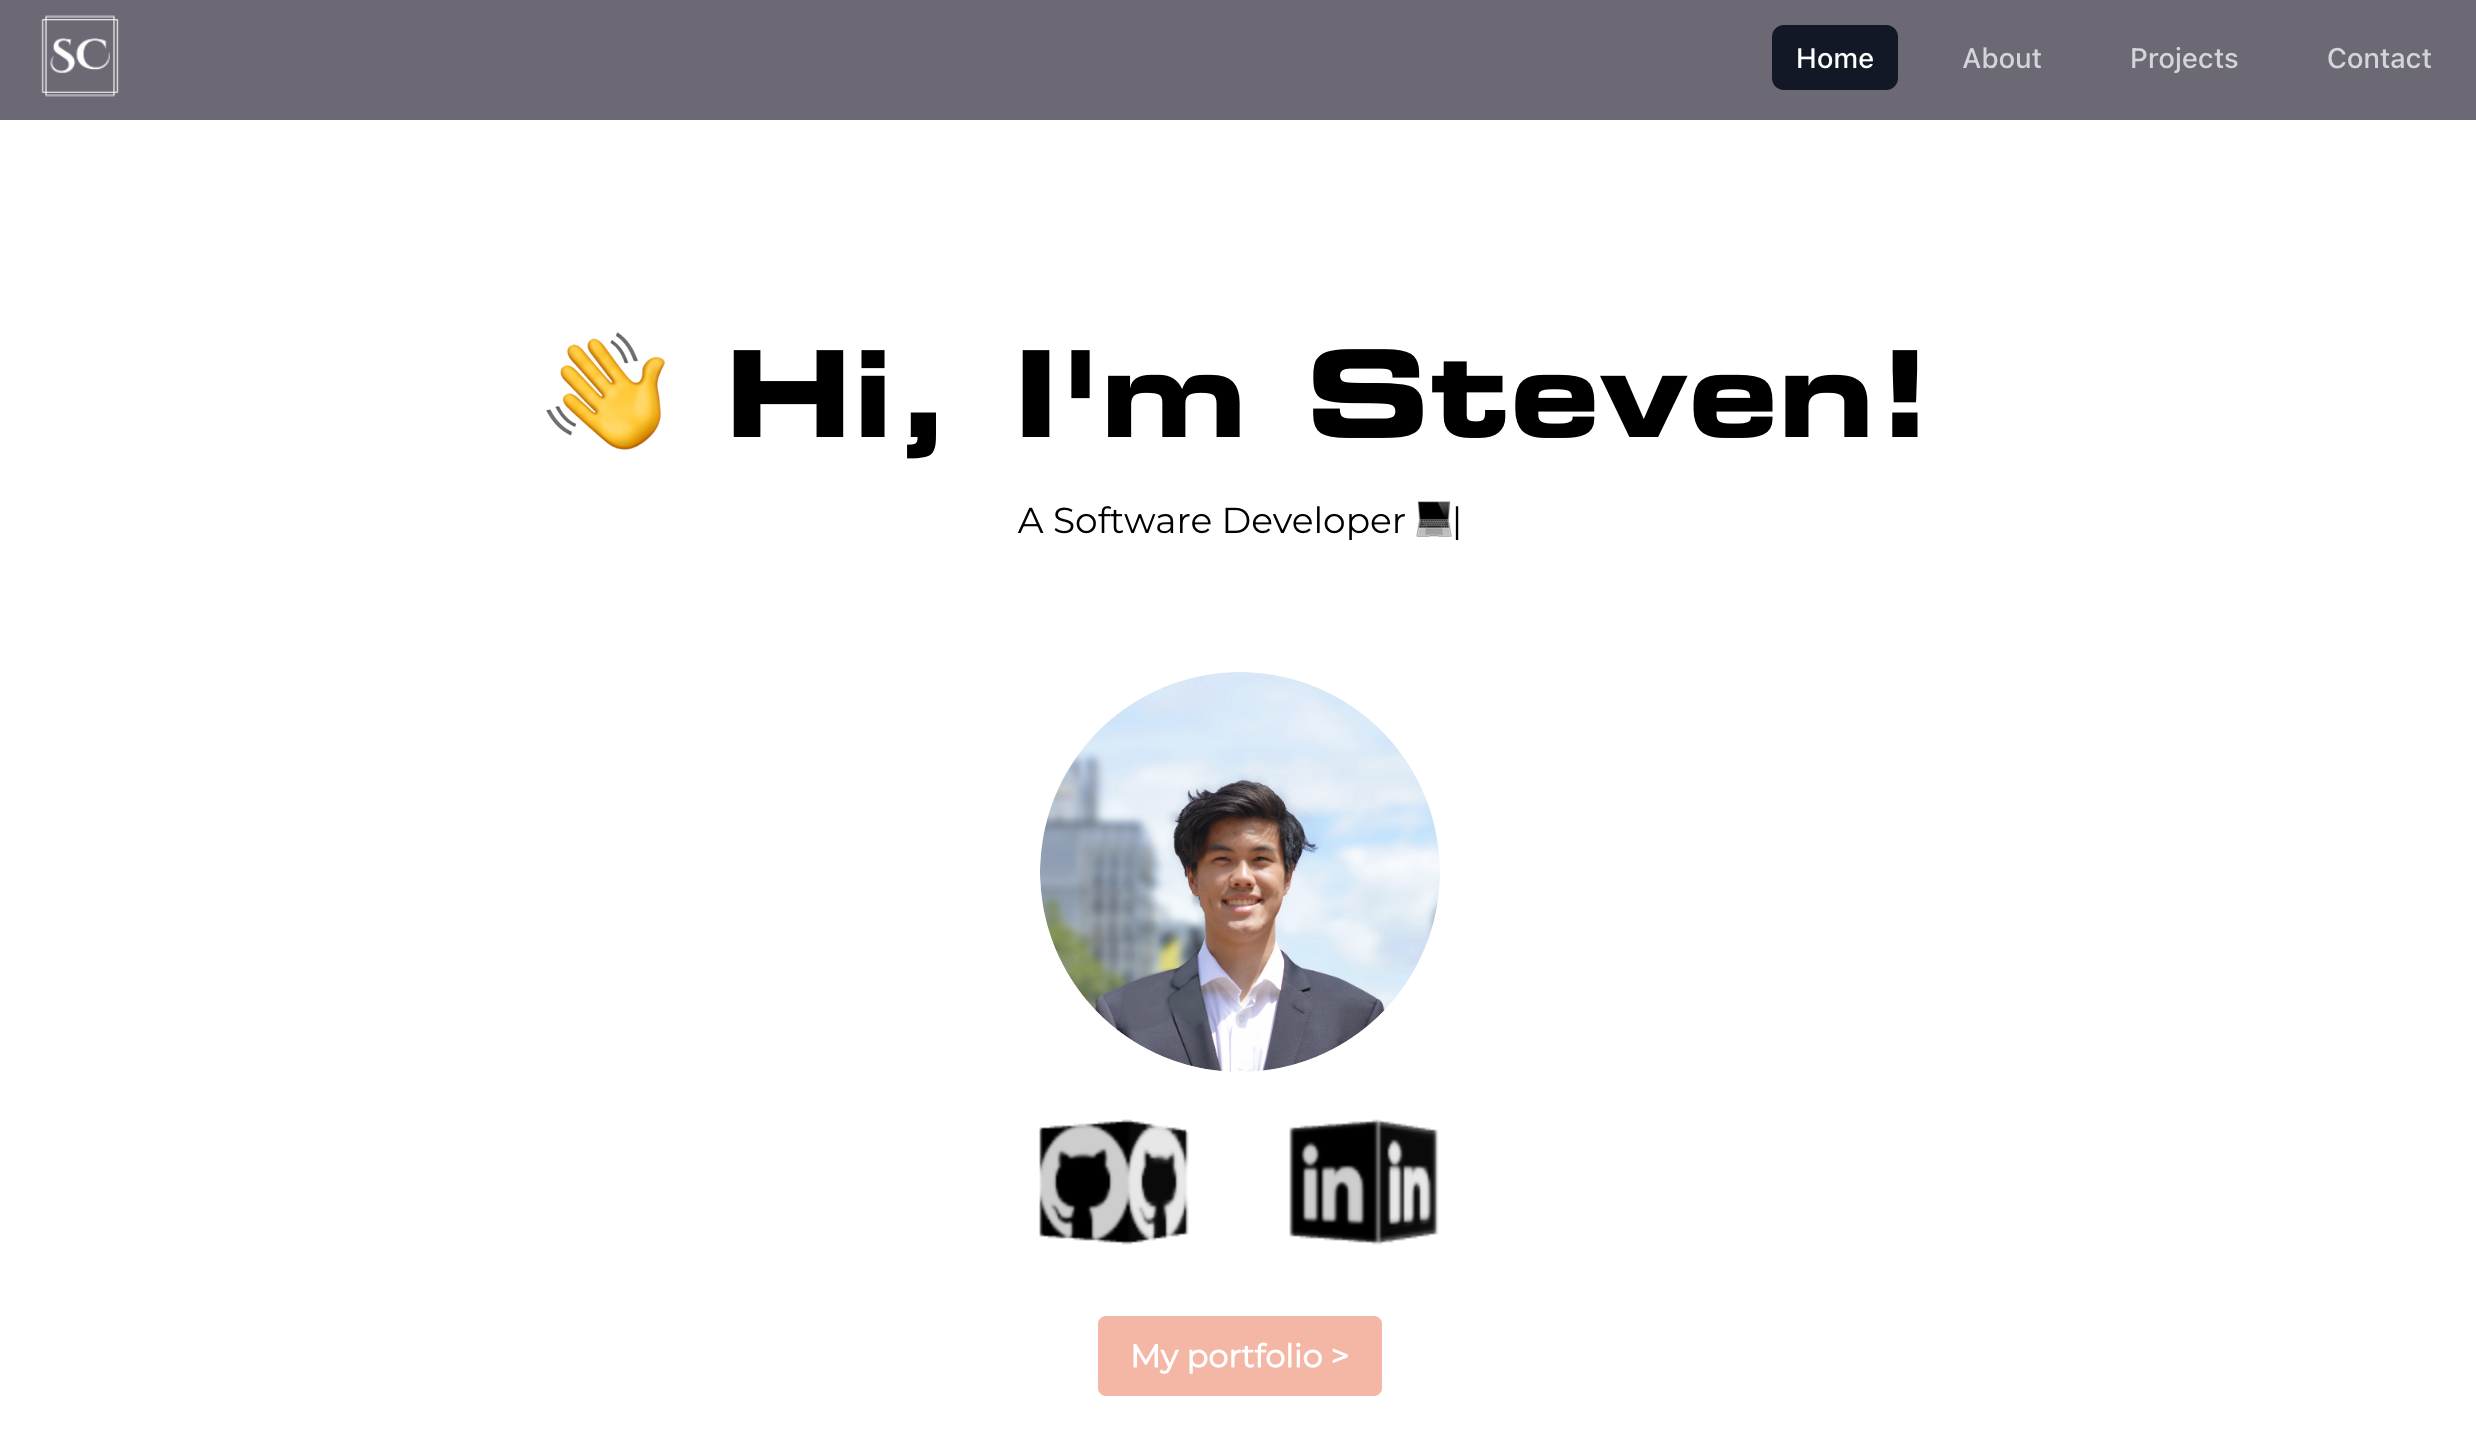 SC
Home About Projects Contact
👋 Hi, I'm Steven!
A Software Developer 💻|
in in
My portfolio >